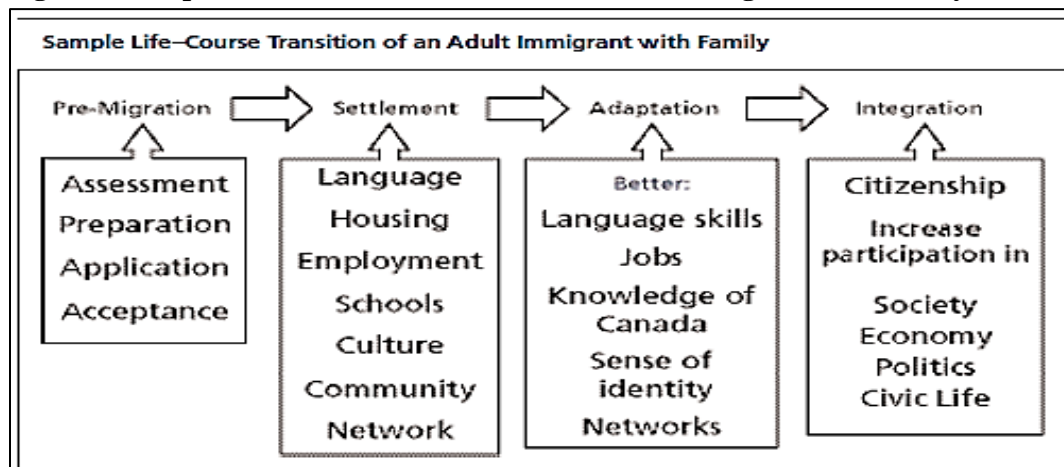 Sample Life–Course Transition of an Adult Immigrant with Family
Pre-Migration
Settlement
Adaptation
Integration
Assessment
Preparation
Application
Acceptance
Language
Housing
Employment
Schools
Culture
Community
Network
Better:
Language skills
Jobs
Knowledge of
Canada
Sense of
identity
Networks
Citizenship
Increase
participation in
Society
Economy
Politics
Civic Life